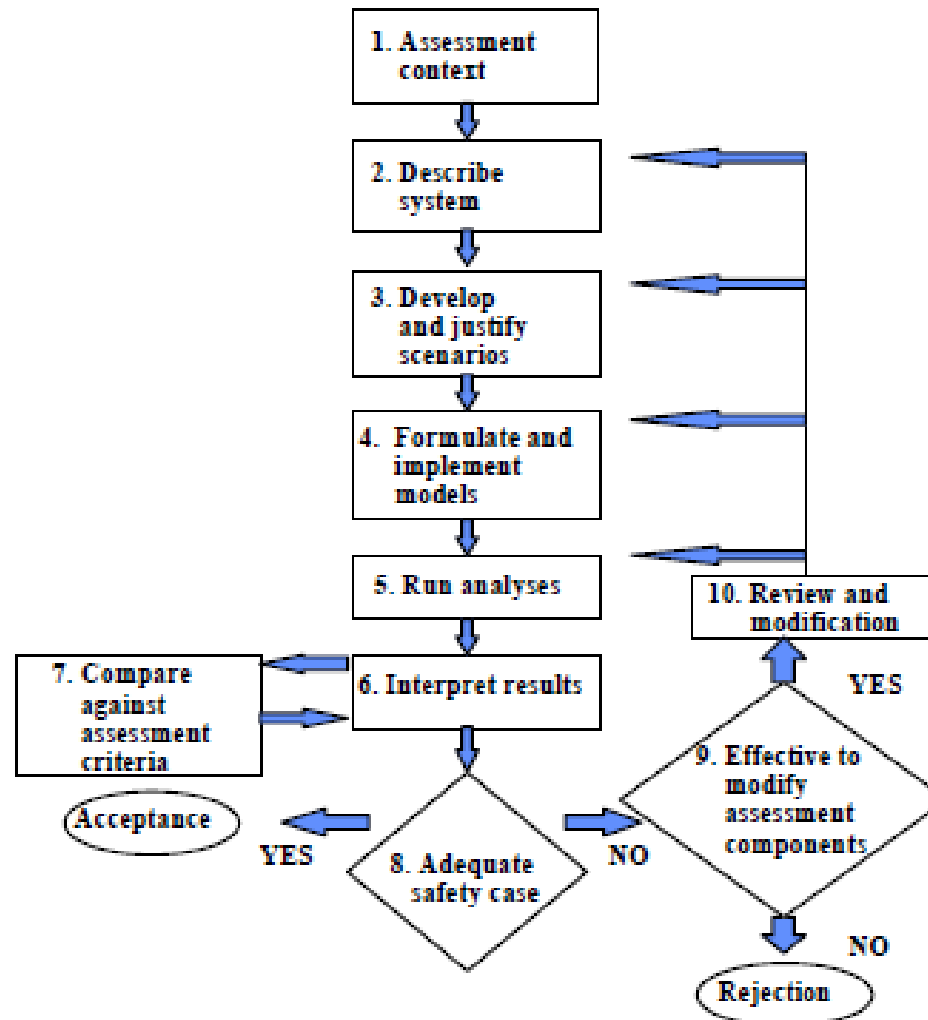 1. Assessment
context
2. Describe
system
3. Develop
and justify
scenarios
4. Formulate and
implement
models
5. Run analyses
10. Review and
modification
7. Compare
against
assessment
criteria
6. Interpret results
YES
9. Effective to
modify
assessment
components
Acceptance
YES
8. Adequate
safety case
NO
NO
Rejection